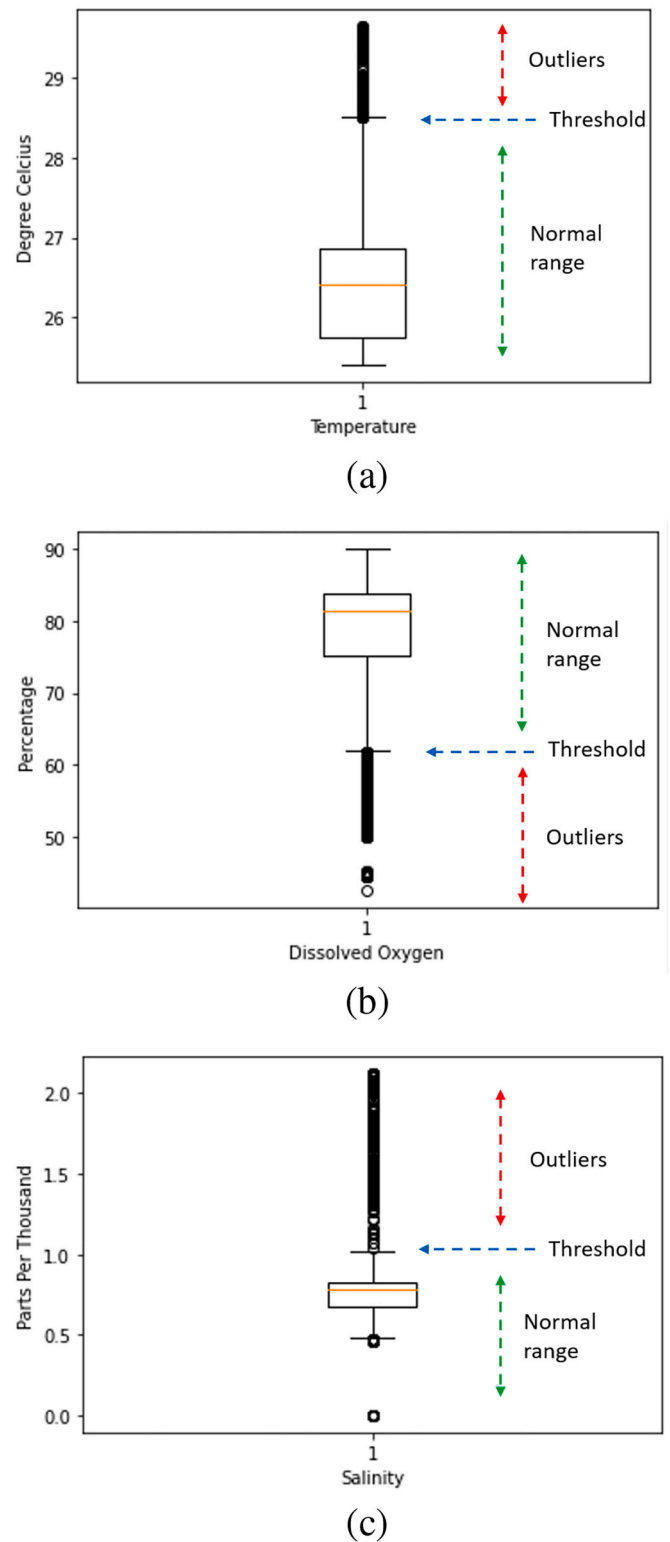 29
28
27
26
Degree Celcius
Outliers
Threshold
Normal
range
1
Temperature
(a)
90
80
70
60
50
Percentage
Normal
range
Threshold
Outliers
1
Dissolved Oxygen
(b)
2.0
1.5
1.0
0.5
0.0
Parts Per Thousand
Outliers
Threshold
Normal
range
1
Salinity
(c)